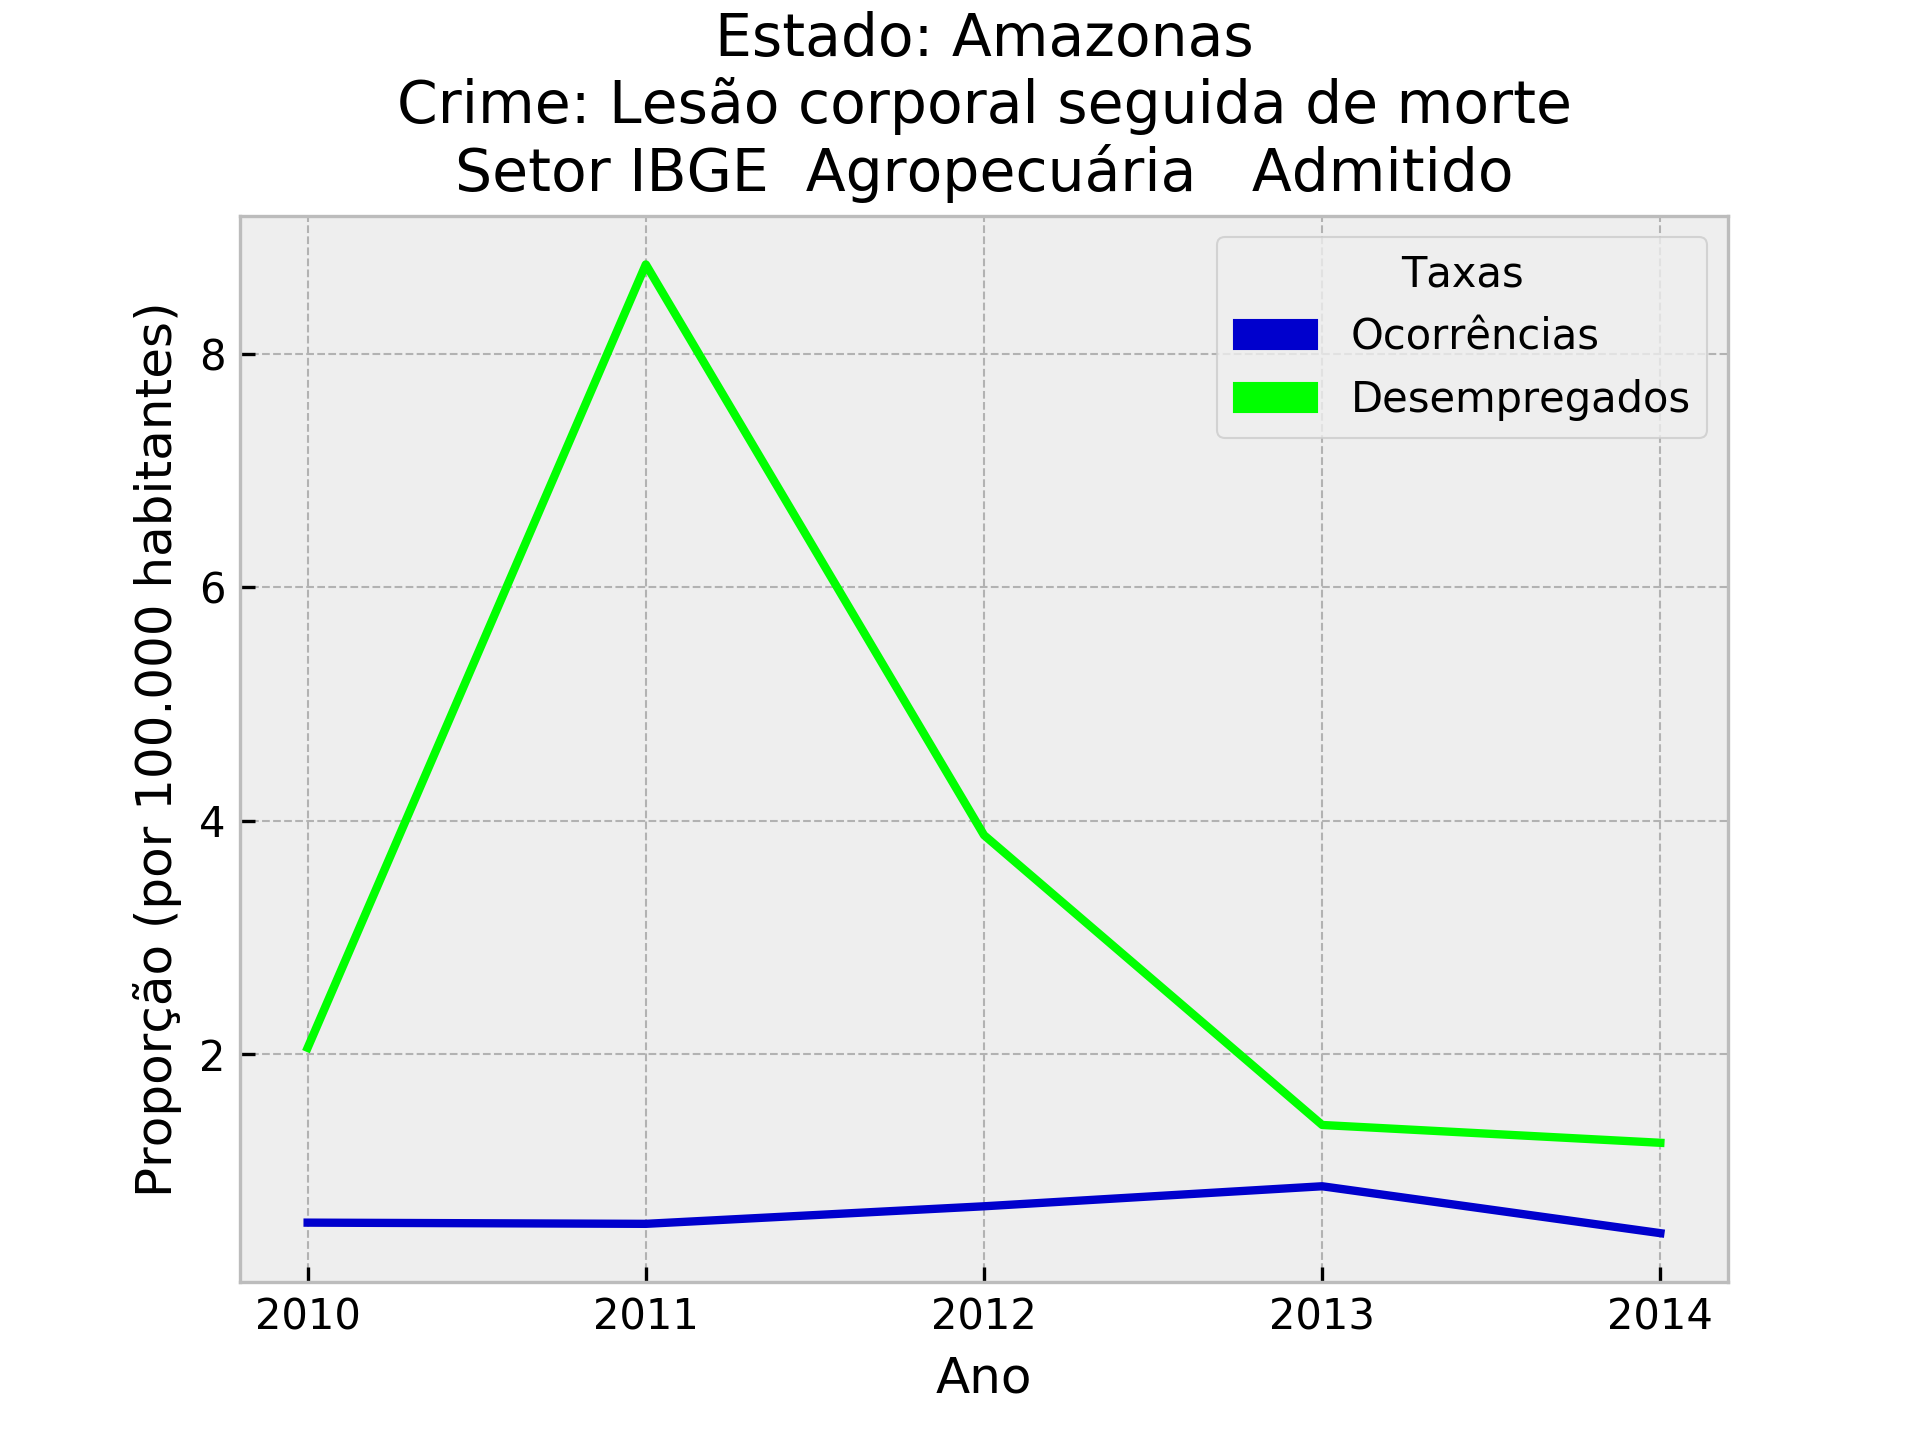 Estado: Amazonas
Crime: Lesão corporal seguida de morte
Setor IBGE  Agropecuária   Admitido
Taxas
Ocorrências
Desempregados
Proporção (por 100.000 habitantes)
8
6
4
2
2010 2011 2012 2013 2014
Ano